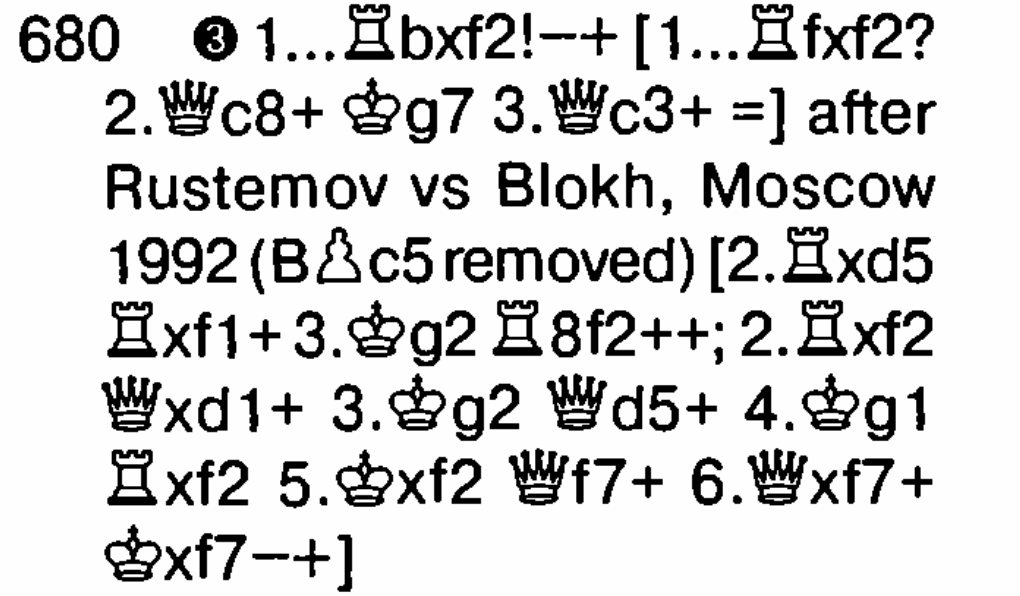 680 ❸ 1...♖bxf2!−+ [1...♖fxf2?
2.♕c8+ ♔g7 3.♕c3+ =] after
Rustemov vs Blokh, Moscow
1992 (B♙c5 removed) [2.♖xd5
♖xf1+ 3.♔g2 ♖8f2++; 2.♖xf2
♕xd1+ 3.♔g2 ♕d5+ 4.♔g1
♖xf2 5.♔xf2 ♕f7+ 6.♕xf7+
♔xf7−+]